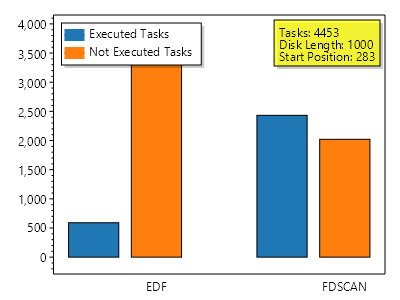 4,000
3,500
3,000
2,500
2,000
1,500
1,000
500
0
Executed Tasks
Not Executed Tasks
Tasks: 4453
Disk Length: 1000
Start Position: 283
EDF
FDSCAN